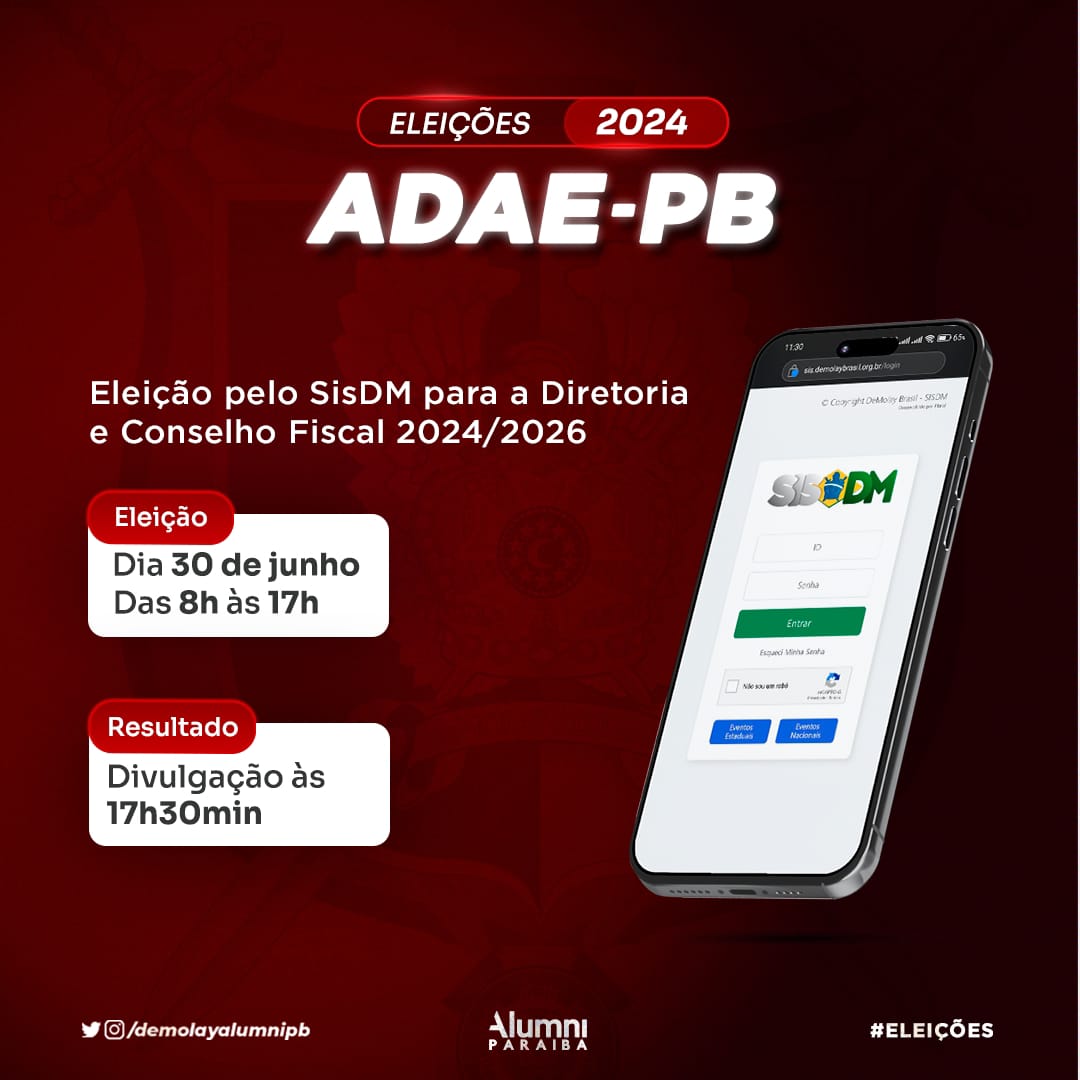 ELEIÇÕES 2024
ADAE-PB
Eleição pelo SisDM para a Diretoria
e Conselho Fiscal 2024/2026
Eleição
Dia 30 de junho
Das 8h às 17h
Resultado
Divulgação às
17h30min
11:30
65%
sis.demolaybrasil.org.br/login
© Copyright DeMolay Brasil - SISDM
SISDM
ID
Senha
Entrar
Esqueci Minha Senha
Não sou um robô
reCAPTCHA
Eventos
Estaduais
Eventos
Nacionais
/demolayalumnipb
Alumni
PARAIBA
#ELEIÇÕES